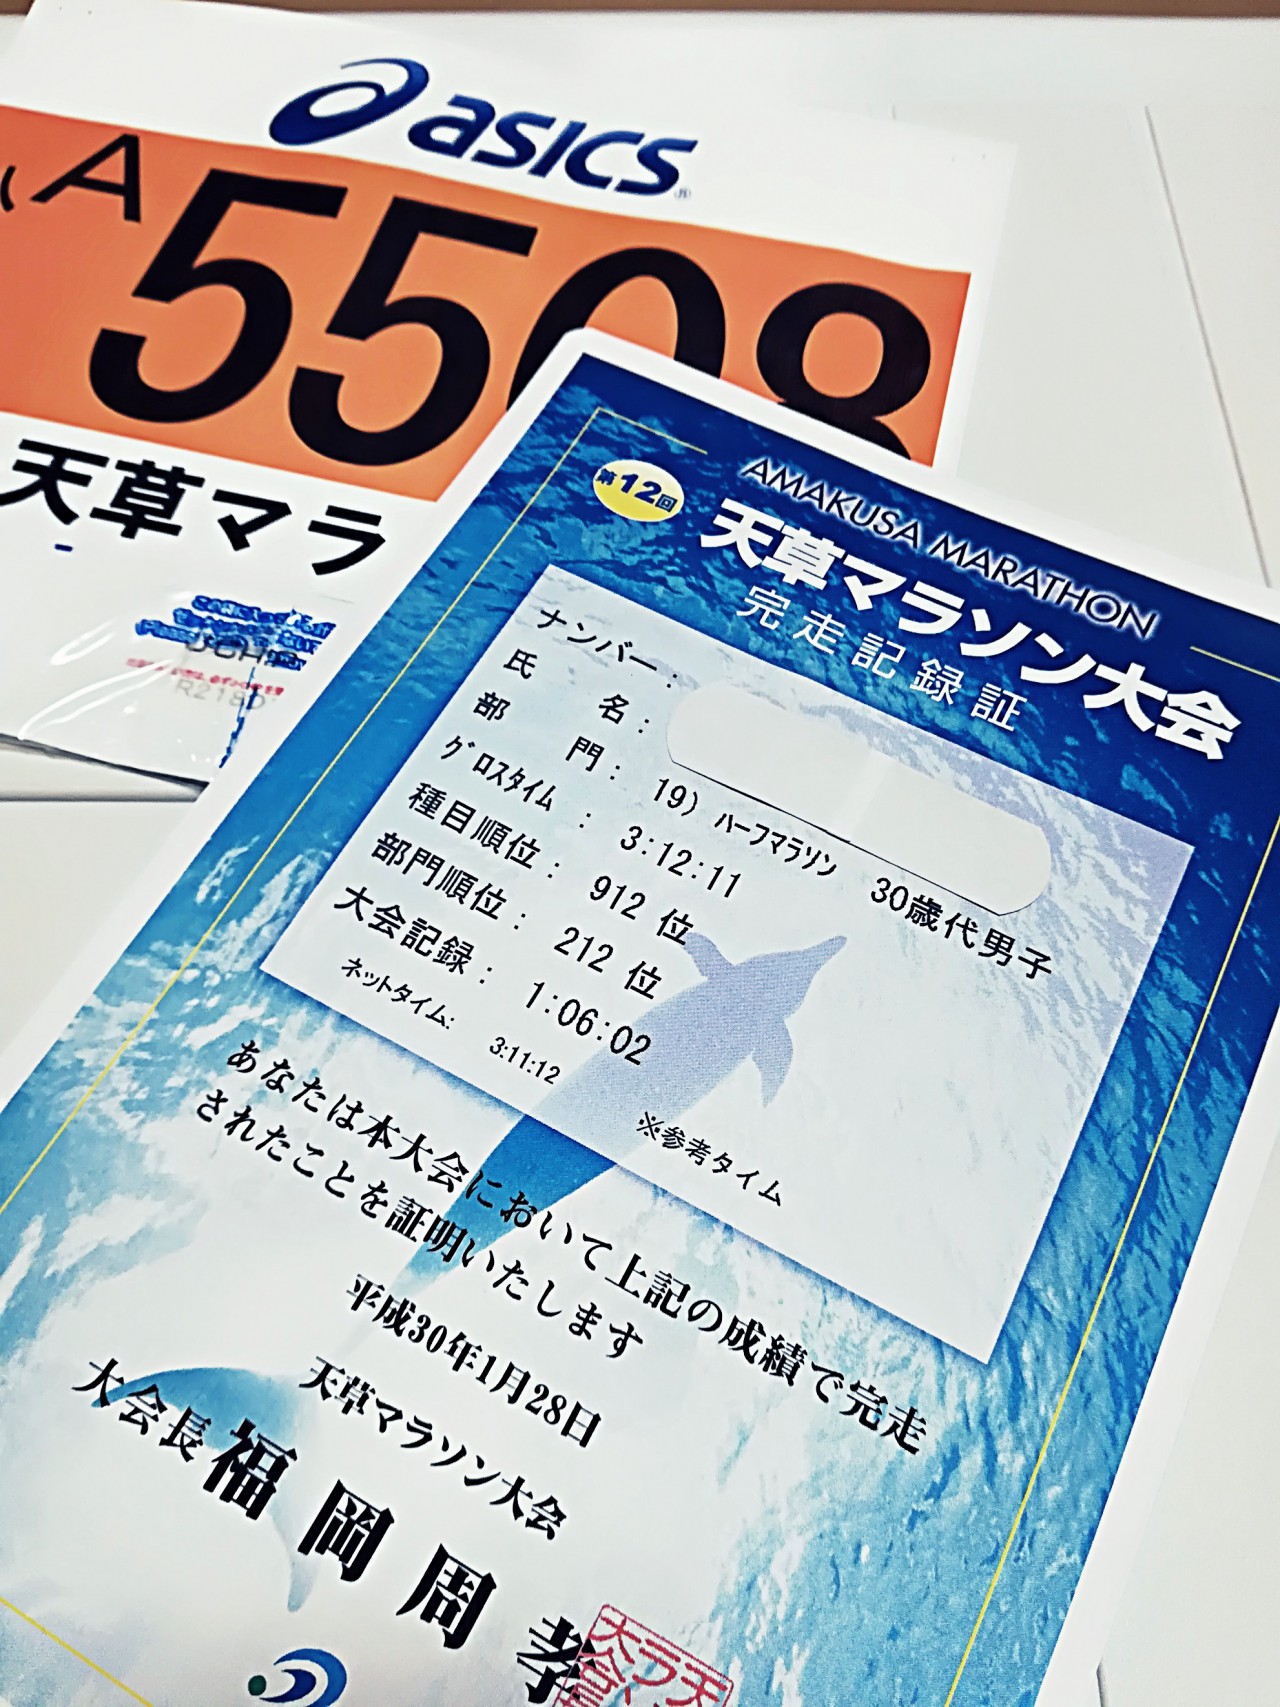 asics
A 5508
天草マラ
AMAKUSA MARATHON
第12回
天草マラソン大会
完走記録証
ナンバー:
氏名:
部門: 19) ハーフマラソン 30歳代男子
グロスタイム: 3:12:11
種目順位: 912 位
部門順位: 212 位
大会記録: 1:06:02
ネットタイム: 3:11:12 ※参考タイム
あなたは本大会において上記の成績で完走
されたことを証明いたします
平成30年1月28日
天草マラソン大会
大会長 福岡周孝